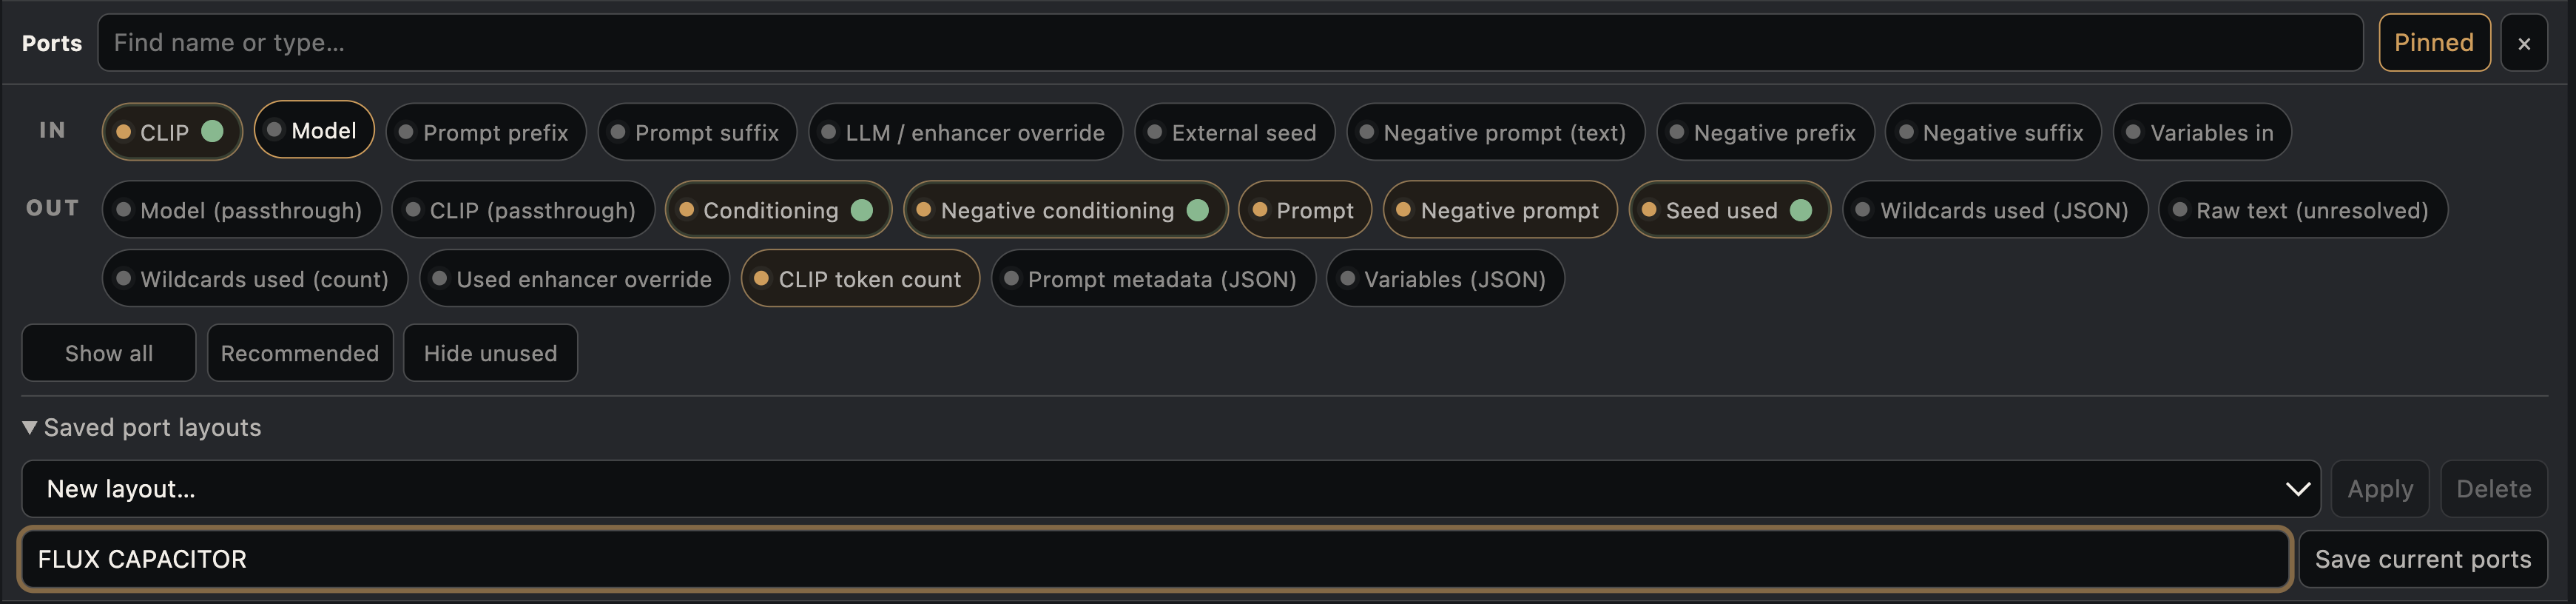 Ports Find name or type... Pinned ×
IN CLIP Model Prompt prefix Prompt suffix LLM / enhancer override External seed Negative prompt (text) Negative prefix Negative suffix Variables in
OUT Model (passthrough) CLIP (passthrough) Conditioning Negative conditioning Prompt Negative prompt Seed used Wildcards used (JSON) Raw text (unresolved)
Wildcards used (count) Used enhancer override CLIP token count Prompt metadata (JSON) Variables (JSON)
Show all Recommended Hide unused
▼ Saved port layouts
New layout... Apply Delete
FLUX CAPACITOR Save current ports